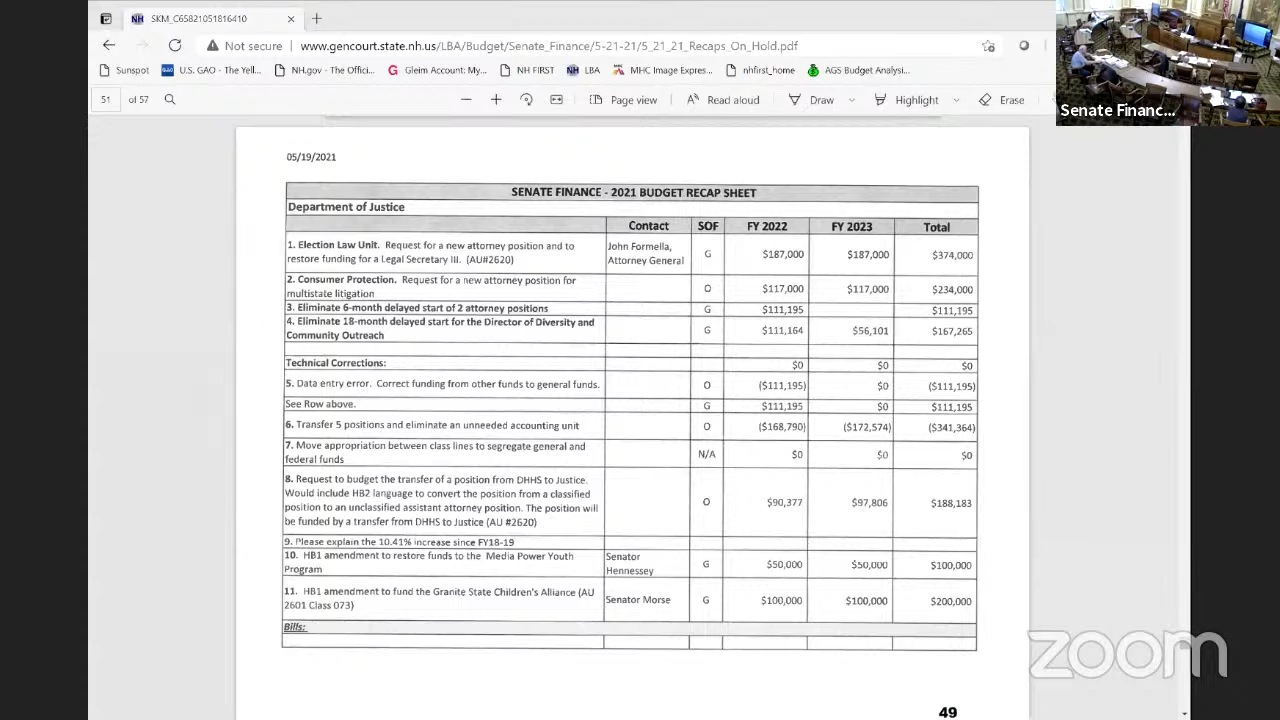 SKM_C65821051816410
Not secure www.gencourt.state.nh.us/LBA/Budget/Senate_Finance/5-21-21/5_21_21_Recaps_On_Hold.pdf
Sunspot U.S. GAO - The Yell... NH.gov - The Offici... Gleim Account: My... NH FIRST LBA MHC Image Expres... nhfirst_home AGS Budget Analysi...
51 of 57 Page view Read aloud Draw Highlight Erase
Senate Financ...
05/19/2021
SENATE FINANCE - 2021 BUDGET RECAP SHEET
Department of Justice
Contact SOF FY 2022 FY 2023 Total
1. Election Law Unit. Request for a new attorney position and to
restore funding for a Legal Secretary III. (AU#2620)
John Formella,
Attorney General
G $187,000 $187,000 $374,000
2. Consumer Protection. Request for a new attorney position for
multistate litigation
O $117,000 $117,000 $234,000
3. Eliminate 6-month delayed start of 2 attorney positions G $111,195 $111,195
4. Eliminate 18-month delayed start for the Director of Diversity and
Community Outreach
G $111,164 $56,101 $167,265
Technical Corrections: $0 $0 $0
5. Data entry error. Correct funding from other funds to general funds. O ($111,195) $0 ($111,195)
See Row above. G $111,195 $0 $111,195
6. Transfer 5 positions and eliminate an unneeded accounting unit O ($168,790) ($172,574) ($341,364)
7. Move appropriation between class lines to segregate general and
federal funds
N/A $0 $0 $0
8. Request to budget the transfer of a position from DHHS to Justice.
Would include HB2 language to convert the position from a classified
position to an unclassified assistant attorney position. The position will
be funded by a transfer from DHHS to Justice (AU #2620)
O $90,377 $97,806 $188,183
9. Please explain the 10.41% increase since FY18-19
10. HB1 amendment to restore funds to the Media Power Youth
Program
Senator
Hennessey
G $50,000 $50,000 $100,000
11. HB1 amendment to fund the Granite State Children's Alliance (AU
2601 Class 073)
Senator Morse G $100,000 $100,000 $200,000
Bills:
49
zoom